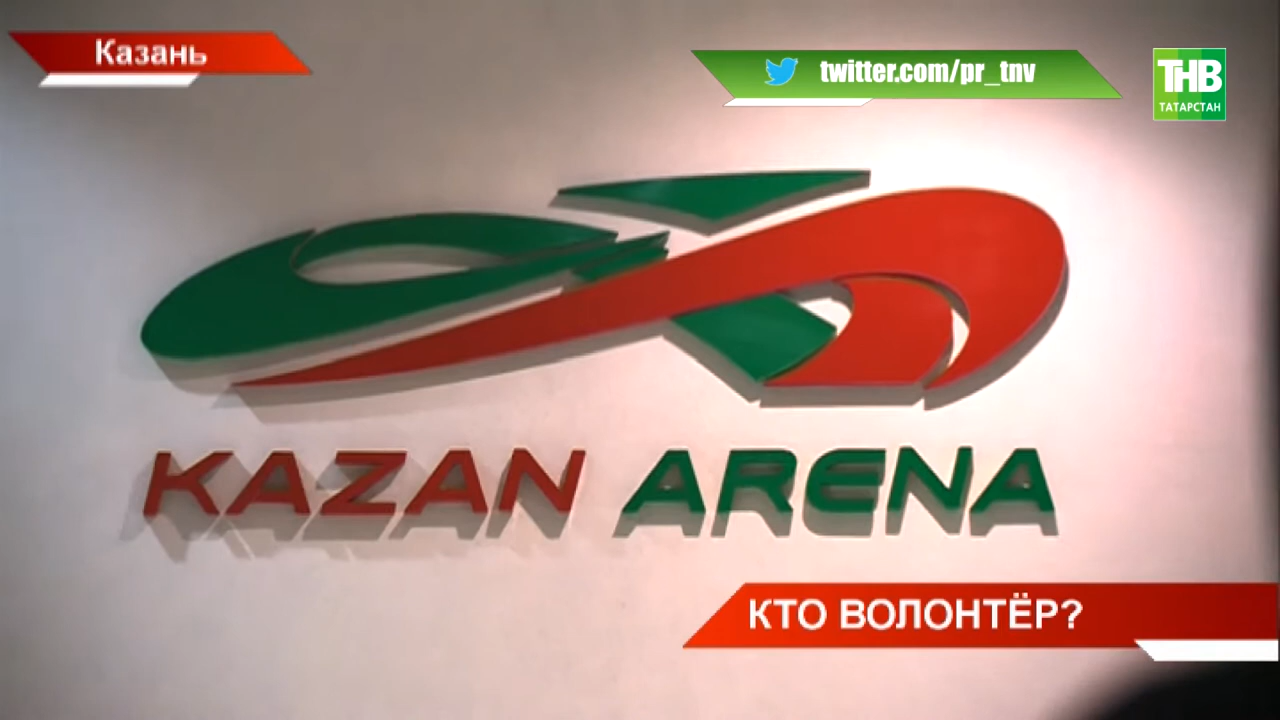 Казань
twitter.com/pr_tnv
ТНВ
ТАТАРСТАН
KAZAN ARENA
КТО ВОЛОНТЁР?